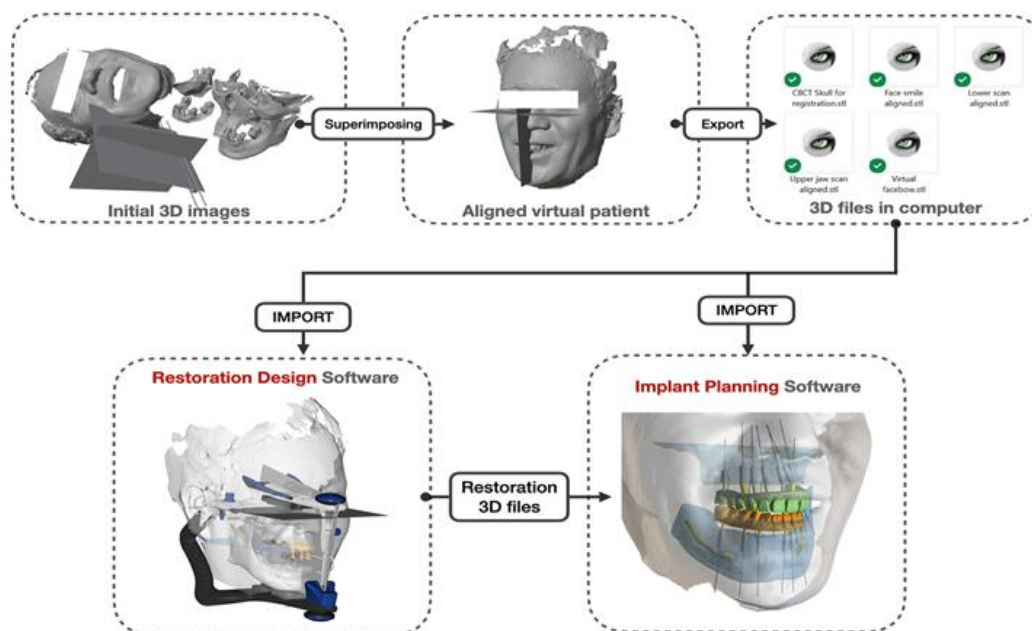 Initial 3D images
Superimposing
Aligned virtual patient
Export
CBCT Skull for
registration.stl
Face smile
aligned.stl
Lower scan
aligned.stl
Upper jaw scan
aligned.stl
Virtual
facebow.stl
3D files in computer
IMPORT
IMPORT
Restoration Design Software
Restoration
3D files
Implant Planning Software